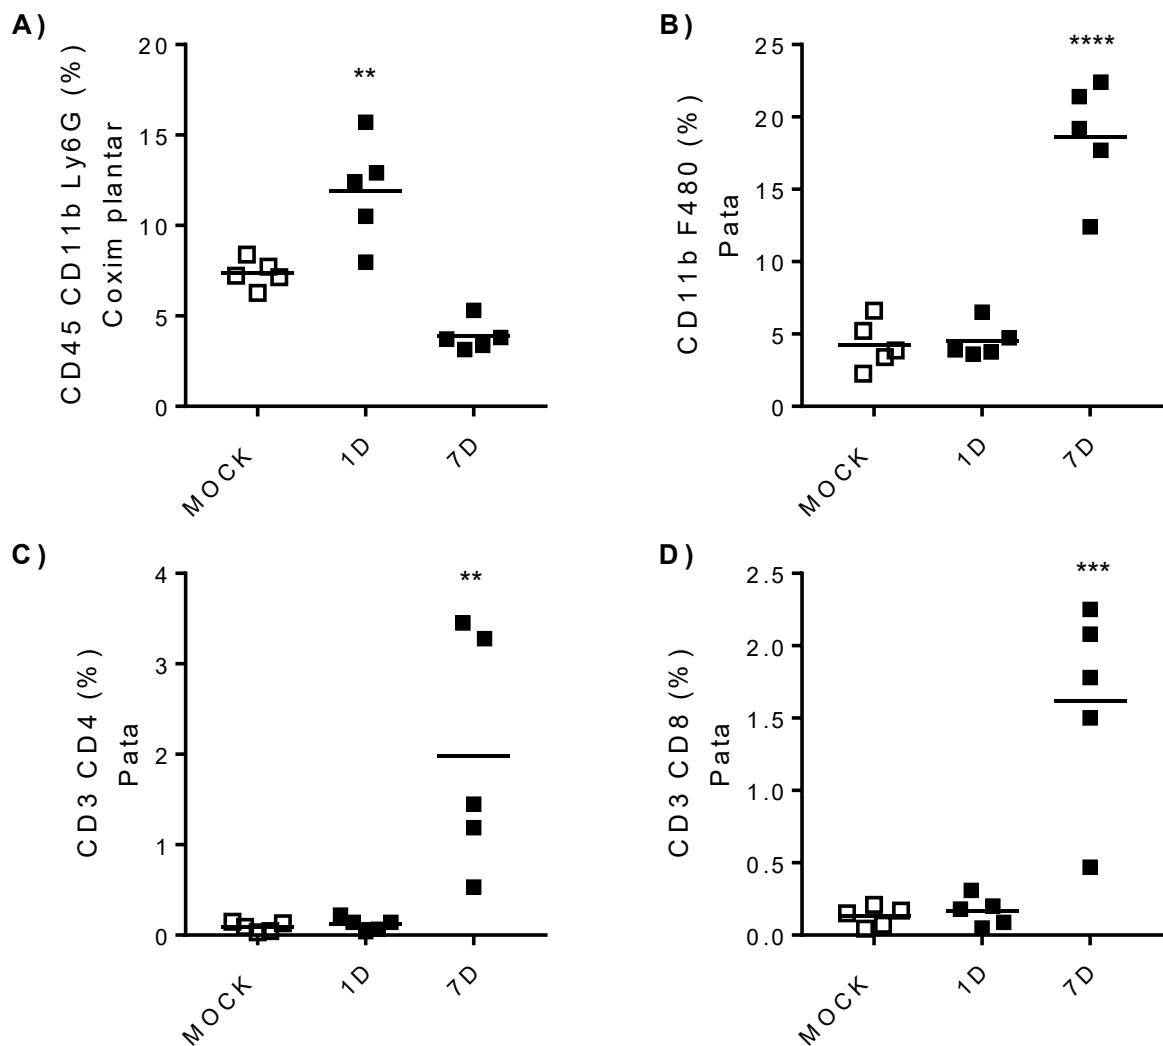 A)
CD45 CD11b Ly6G (%)
Coxim plantar
20
15
10
5
0
**
MOCK
1D
7D
B)
CD11b F480 (%)
Pata
25
20
15
10
5
0
****
MOCK
1D
7D
C)
CD3 CD4 (%)
Pata
4
3
2
1
0
**
MOCK
1D
7D
D)
CD3 CD8 (%)
Pata
2.5
2.0
1.5
1.0
0.5
0.0
***
MOCK
1D
7D